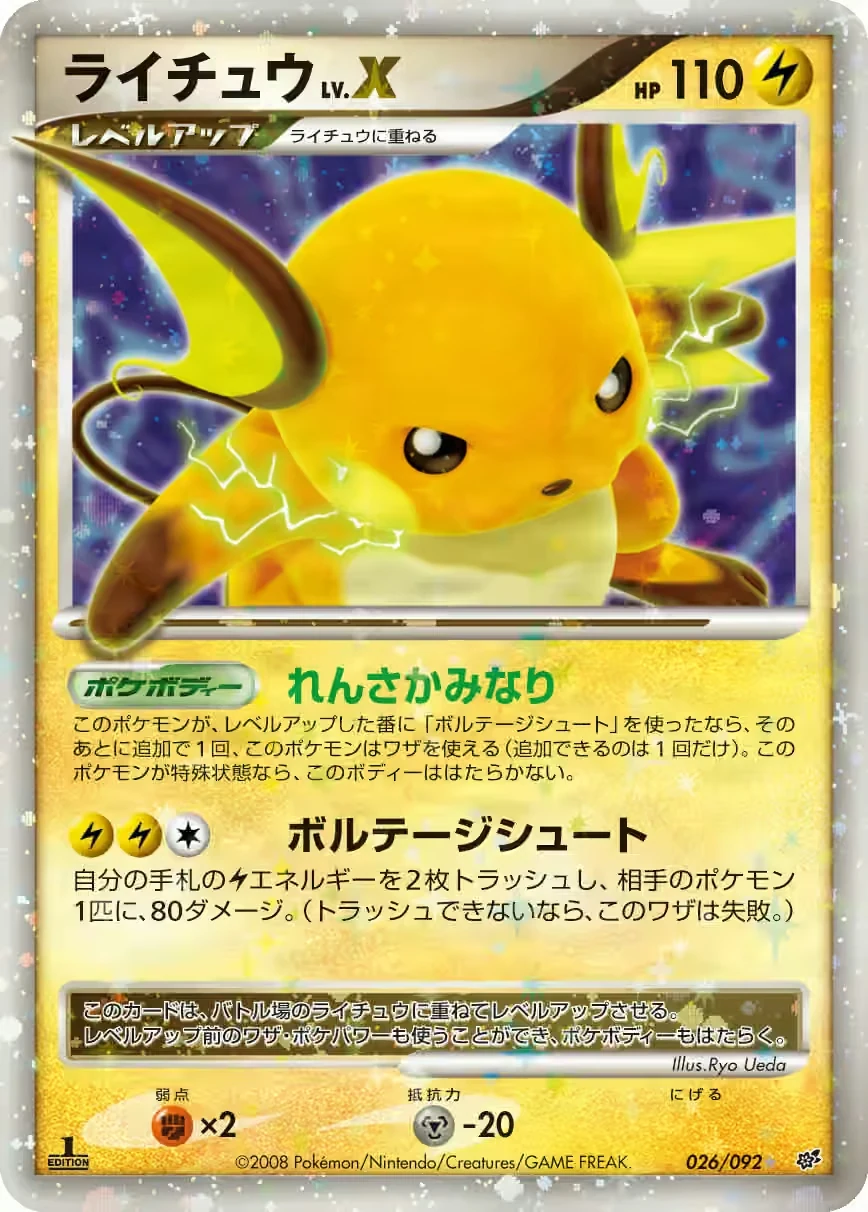 ライチュウ LV.X HP 110
レベルアップ ライチュウに重ねる
ポケボディー れんさかみなり
このポケモンが、レベルアップした番に「ボルテージシュート」を使ったなら、その
あとに追加で1回、このポケモンはワザを使える(追加できるのは1回だけ)。この
ポケモンが特殊状態なら、このボディーははたらかない。
ボルテージシュート
自分の手札のエネルギーを2枚トラッシュし、相手のポケモン
1匹に、80ダメージ。(トラッシュできないなら、このワザは失敗。)
このカードは、バトル場のライチュウに重ねてレベルアップさせる。
レベルアップ前のワザ・ポケパワーも使うことができ、ポケボディーもはたらく。
Illus.Ryo Ueda
弱点 抵抗力 にげる
×2 -20
1 EDITION ©2008 Pokémon/Nintendo/Creatures/GAME FREAK. 026/092